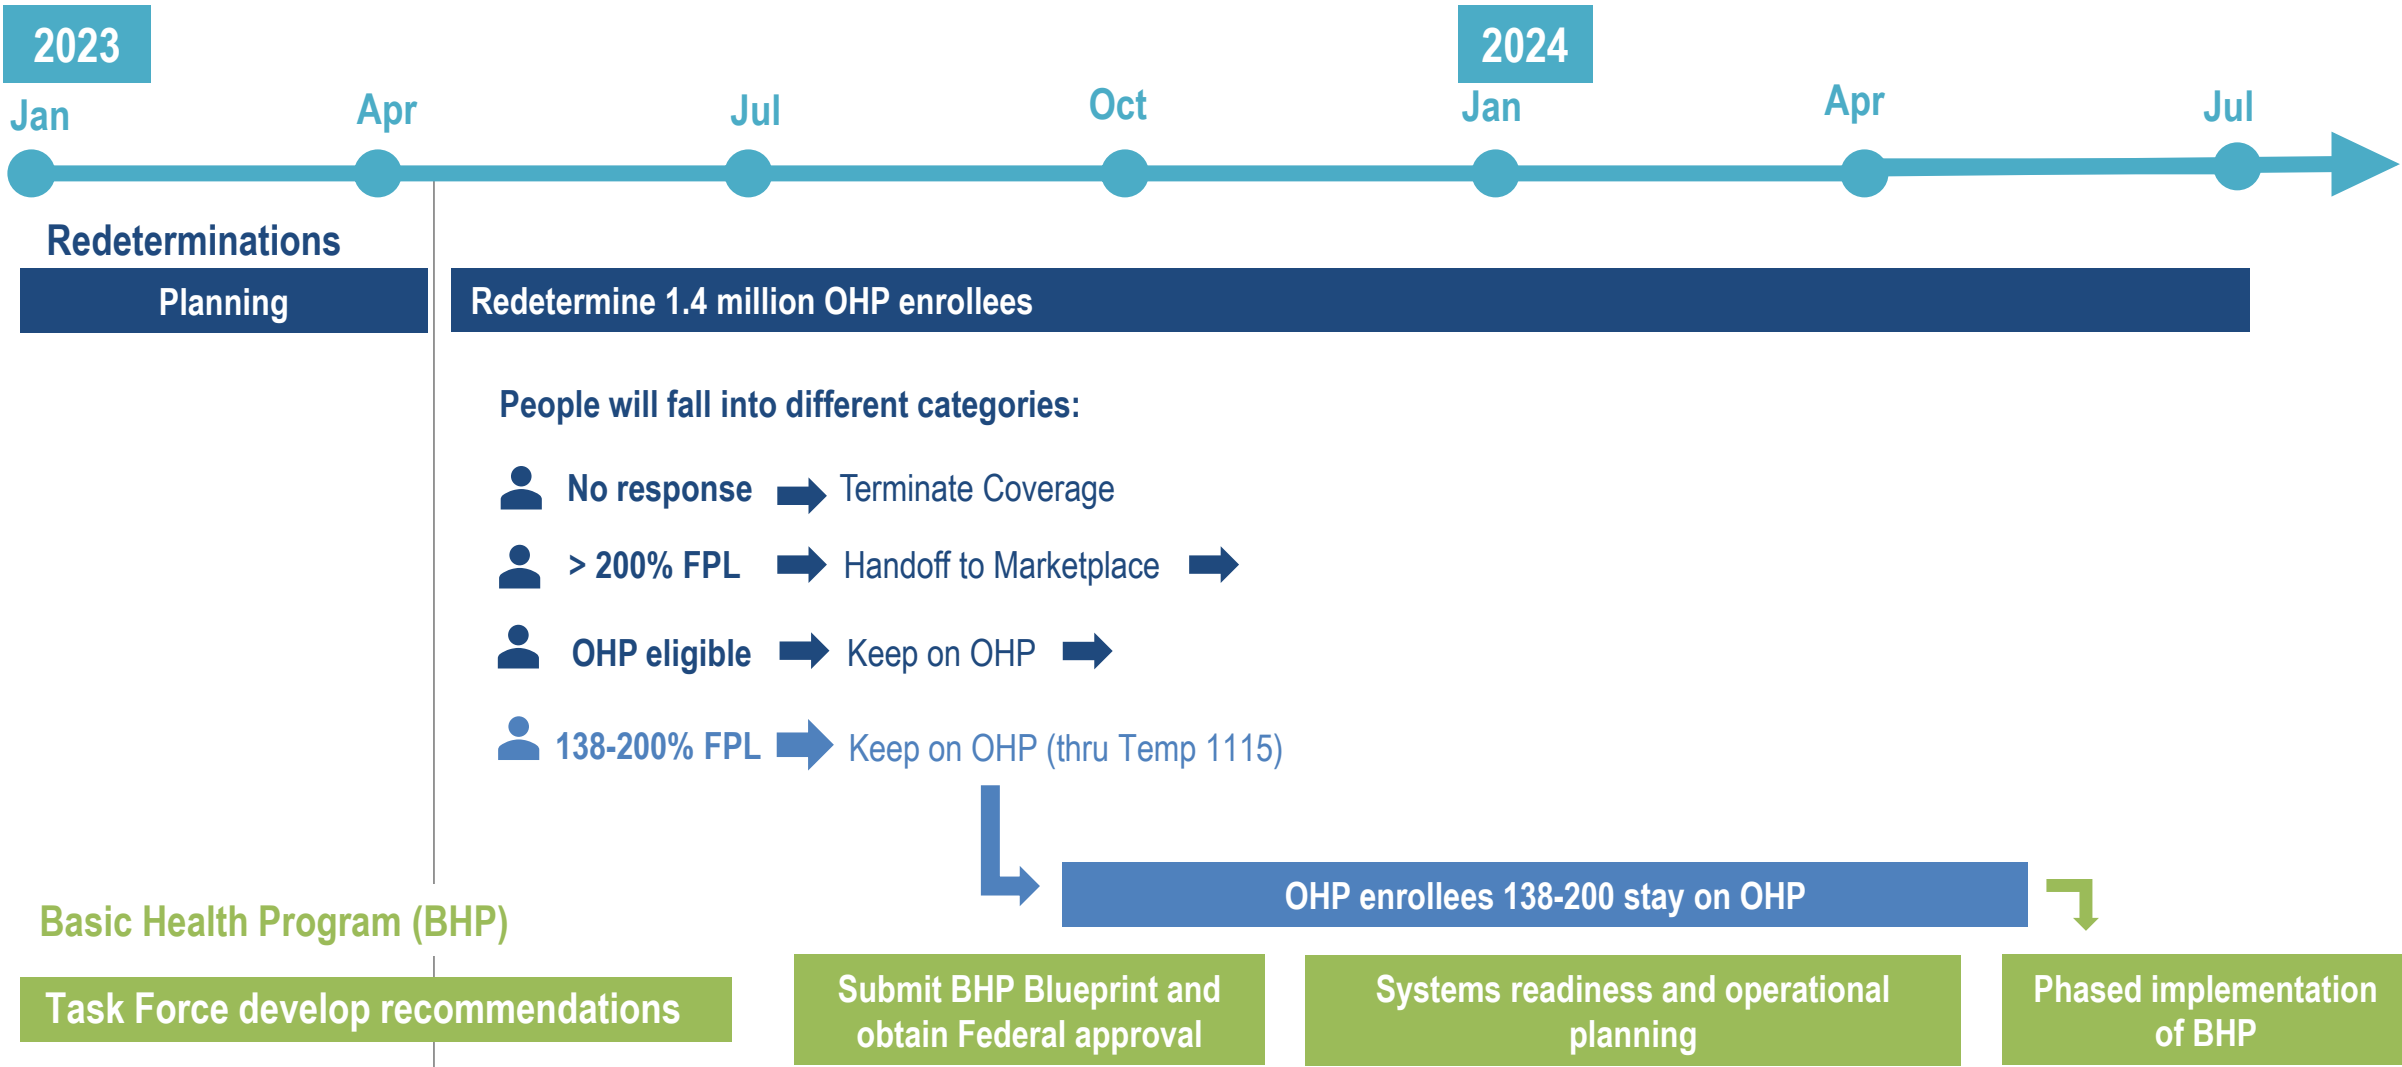 2023
2024
Jan
Apr
Jul
Oct
Jan
Apr
Jul
Redeterminations
Planning
Redetermine 1.4 million OHP enrollees
People will fall into different categories:
No response
Terminate Coverage
> 200% FPL
Handoff to Marketplace
OHP eligible
Keep on OHP
138-200% FPL
Keep on OHP (thru Temp 1115)
OHP enrollees 138-200 stay on OHP
Basic Health Program (BHP)
Task Force develop recommendations
Submit BHP Blueprint and
obtain Federal approval
Systems readiness and operational
planning
Phased implementation
of BHP